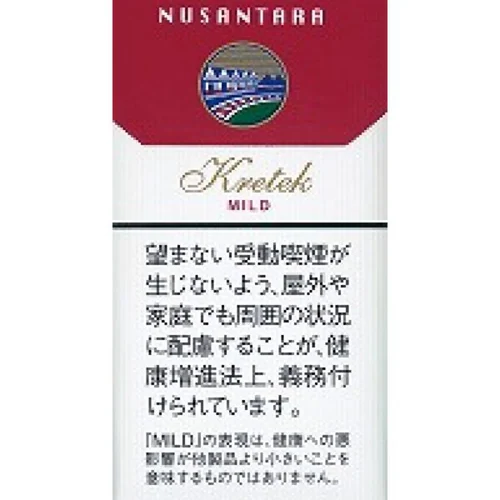 NUSANTARA
Kretek
MILD
望まない受動喫煙が
生じないよう、屋外や
家庭でも周囲の状況
に配慮することが、健
康増進法上、義務付
けられています。
「MILD」の表現は、健康への悪
影響が他製品より小さいことを
意味するものではありません。